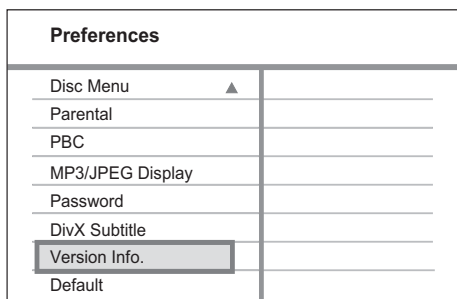 Preferences
Disc Menu
Parental
PBC
MP3/JPEG Display
Password
DivX Subtitle
Version Info.
Default